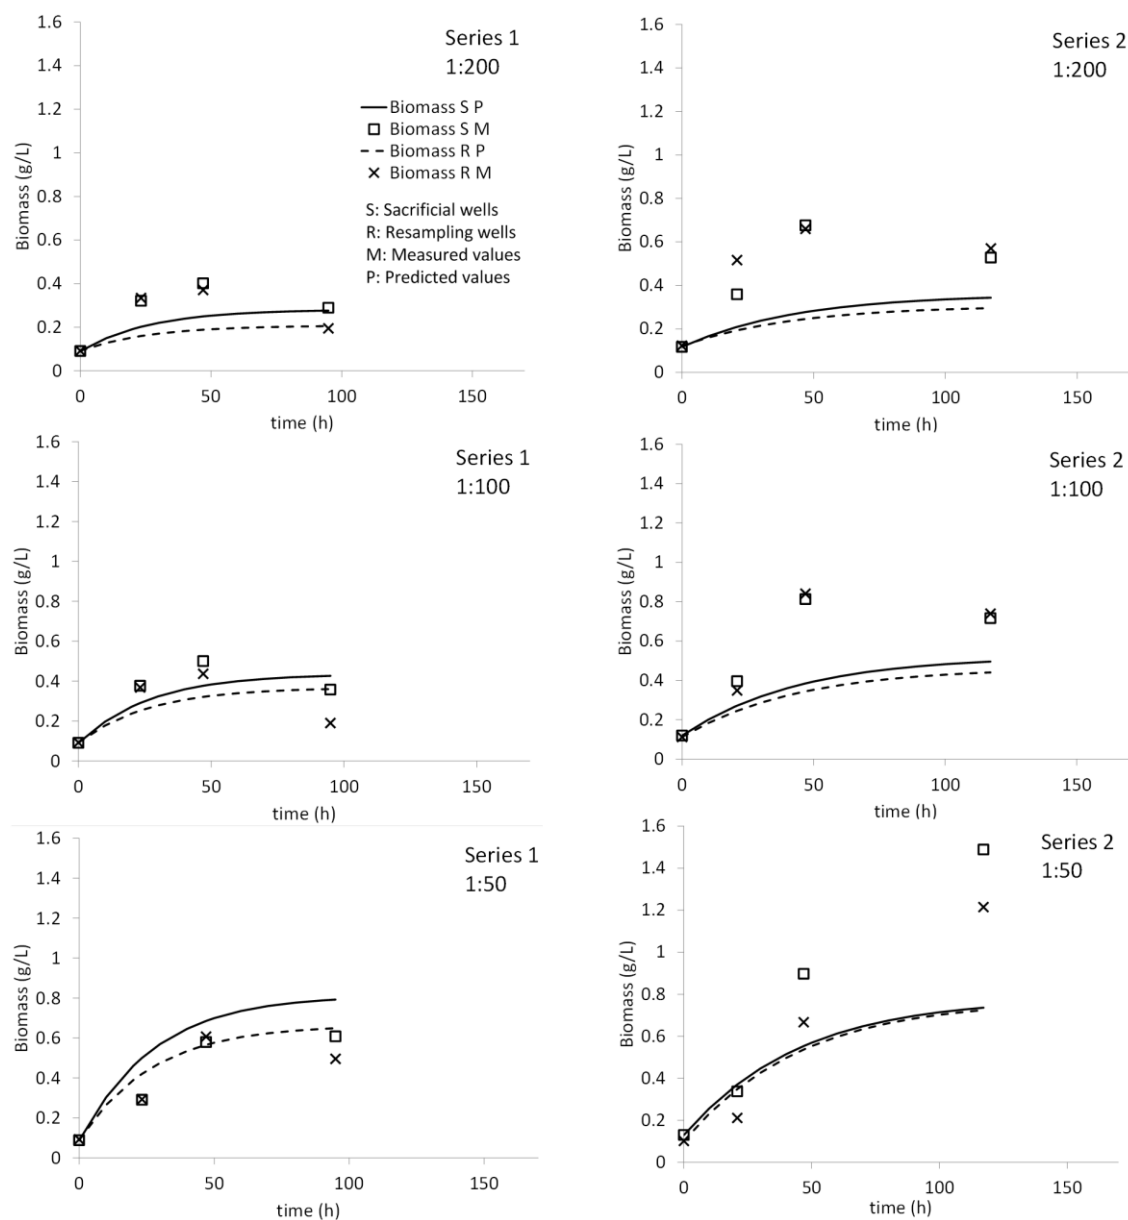 Series 1
1:200
Biomass S P
Biomass S M
Biomass R P
Biomass R M
S: Sacrificial wells
R: Resampling wells
M: Measured values
P: Predicted values
Biomass (g/L)
1.6
1.4
1.2
1
0.8
0.6
0.4
0.2
0
0 50 100 150
time (h)
Series 2
1:200
Biomass (g/L)
1.6
1.4
1.2
1
0.8
0.6
0.4
0.2
0
0 50 100 150
time (h)
Series 1
1:100
Biomass (g/L)
1.6
1.4
1.2
1
0.8
0.6
0.4
0.2
0
0 50 100 150
time (h)
Series 2
1:100
Biomass (g/L)
1.6
1.4
1.2
1
0.8
0.6
0.4
0.2
0
0 50 100 150
time (h)
Series 1
1:50
Biomass (g/L)
1.6
1.4
1.2
1
0.8
0.6
0.4
0.2
0
0 50 100 150
time (h)
Series 2
1:50
Biomass (g/L)
1.6
1.4
1.2
1
0.8
0.6
0.4
0.2
0
0 50 100 150
time (h)